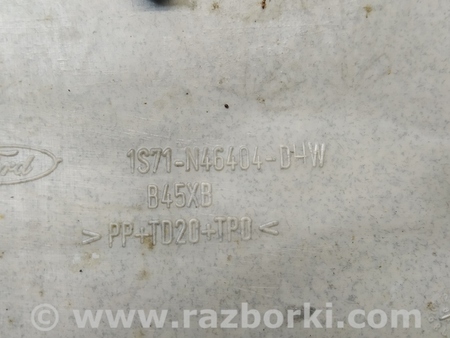 Ford
1S71-N46404-DHW
B45XB
> PP+TD20+TPO <
© www.razborki.com